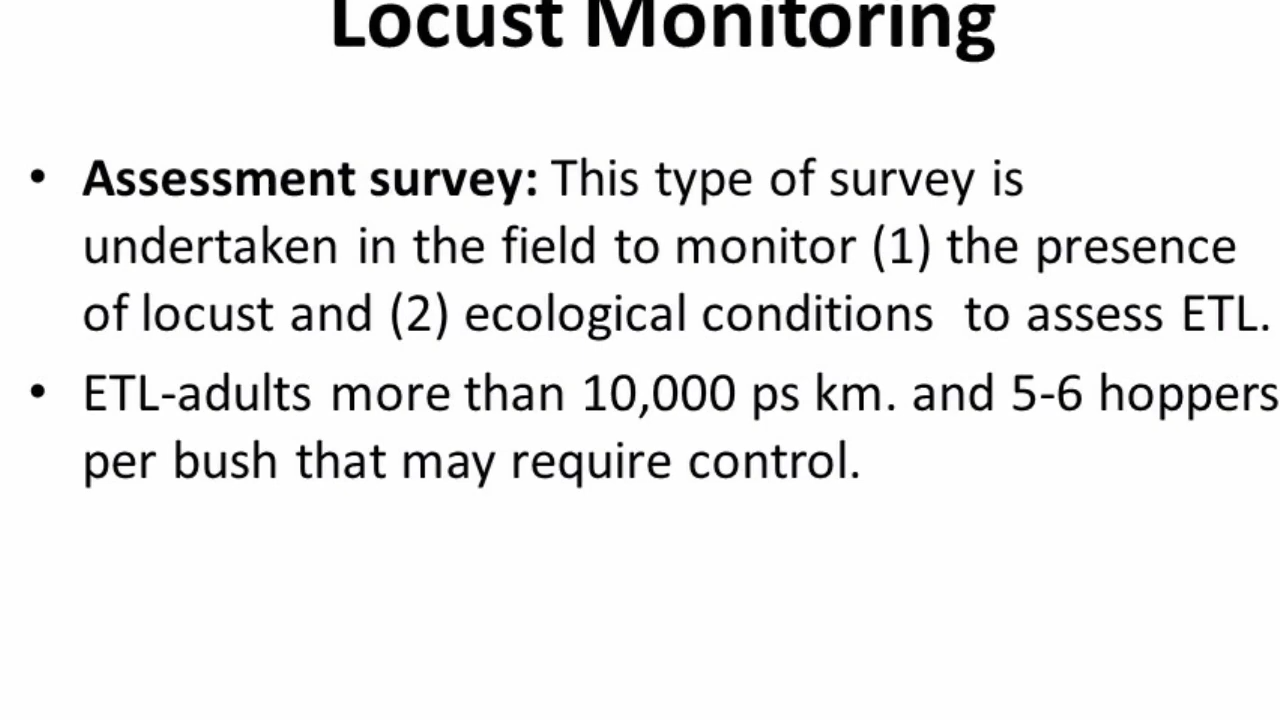 Locust Monitoring
• Assessment survey: This type of survey is
undertaken in the field to monitor (1) the presence
of locust and (2) ecological conditions to assess ETL.
• ETL-adults more than 10,000 ps km. and 5-6 hoppers
per bush that may require control.